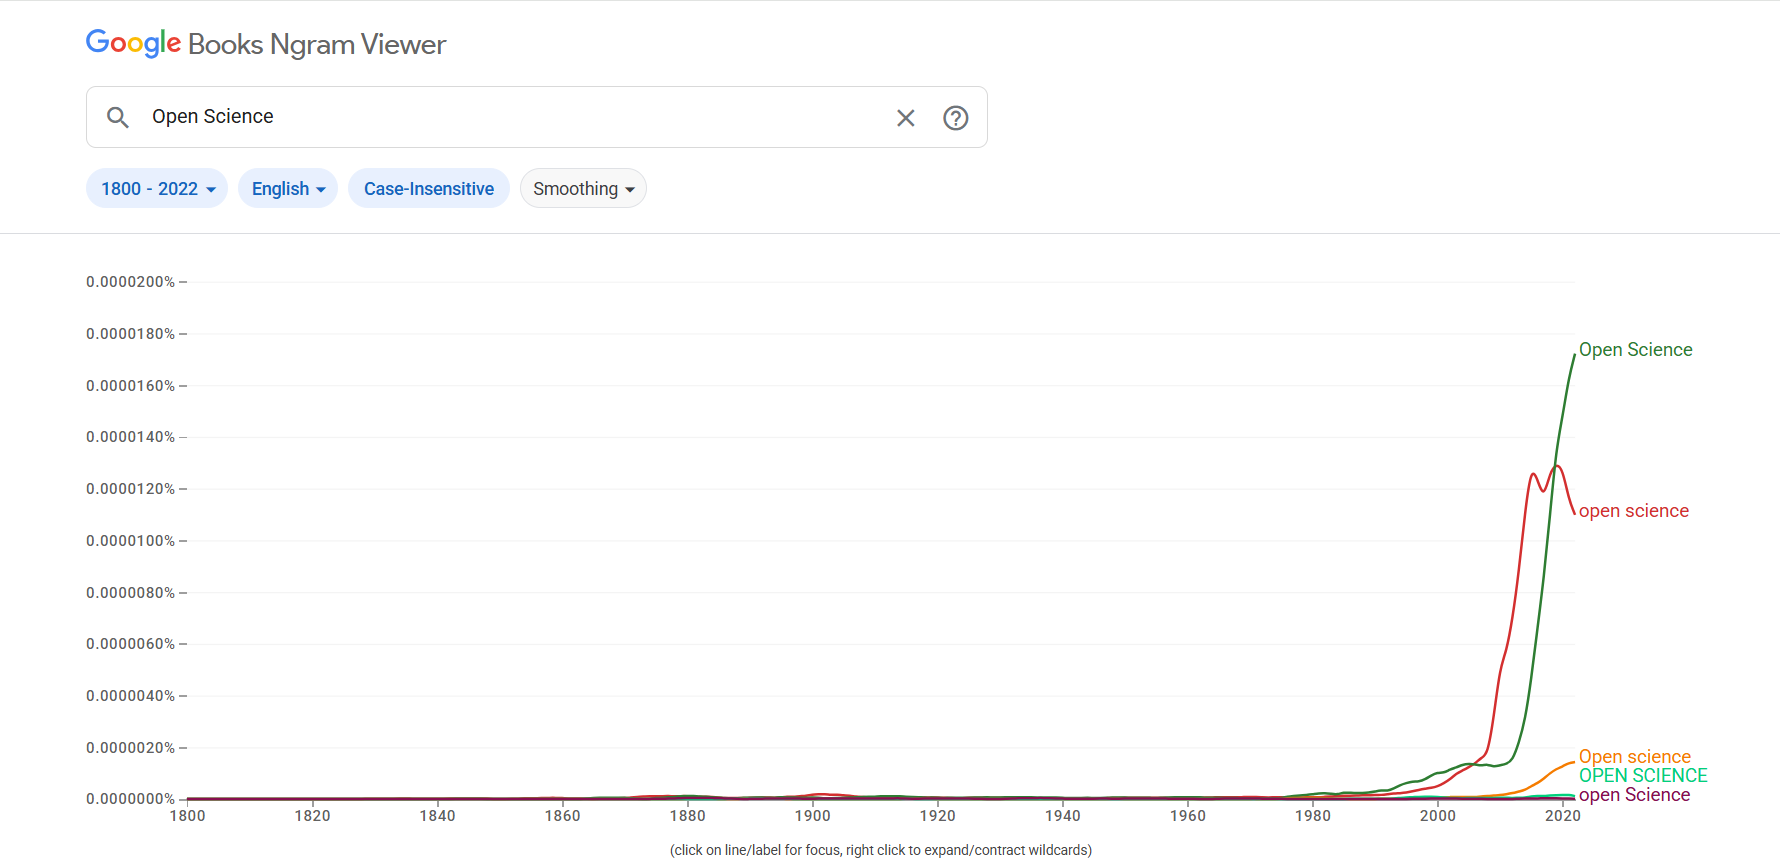 Google Books Ngram Viewer
Open Science
1800 - 2022
English
Case-Insensitive
Smoothing
0.0000200%
0.0000180%
Open Science
0.0000160%
0.0000140%
0.0000120%
open science
0.0000100%
0.0000080%
0.0000060%
0.0000040%
0.0000020%
Open science
OPEN SCIENCE
open Science
0.0000000%
1800 1820 1840 1860 1880 1900 1920 1940 1960 1980 2000 2020
(click on line/label for focus, right click to expand/contract wildcards)